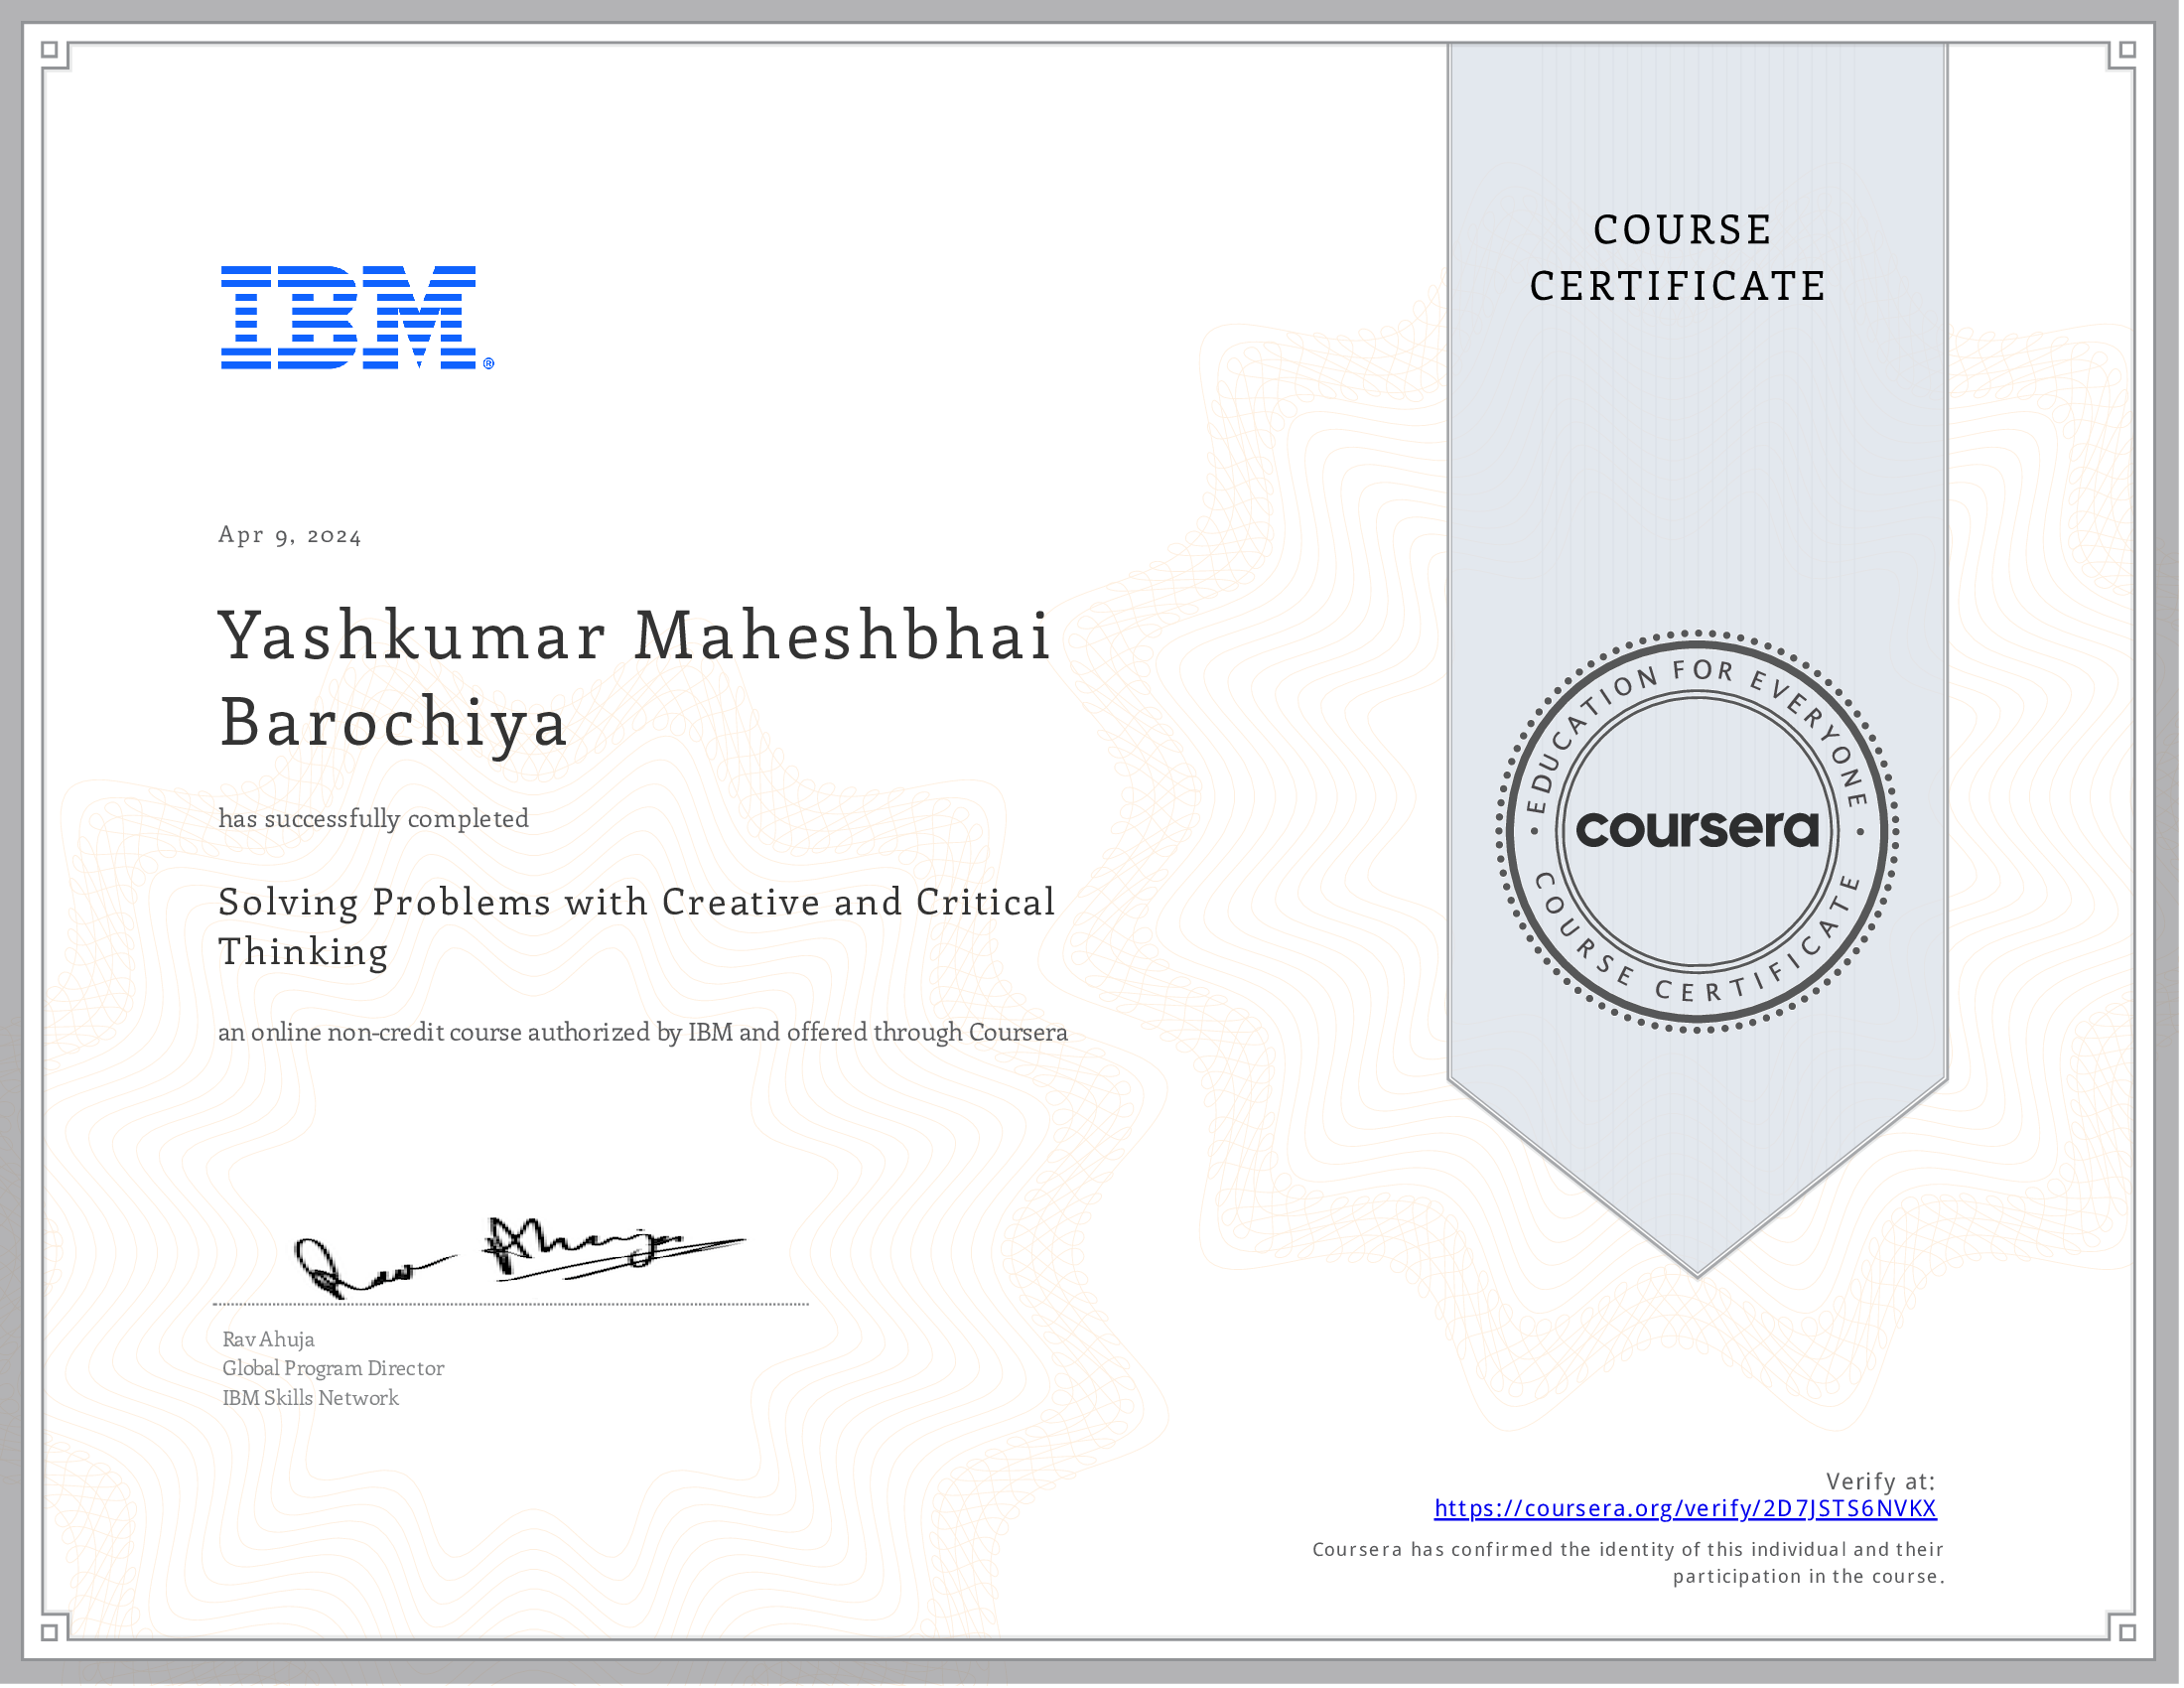 IBM®
COURSE
CERTIFICATE
Apr 9, 2024
Yashkumar Maheshbhai
Barochiya
has successfully completed
Solving Problems with Creative and Critical
Thinking
an online non-credit course authorized by IBM and offered through Coursera
EDUCATION FOR EVERYONE
coursera
COURSE CERTIFICATE
Rav Ahuja
Rav Ahuja
Global Program Director
IBM Skills Network
Verify at:
https://coursera.org/verify/2D7JSTS6NVKX
Coursera has confirmed the identity of this individual and their
participation in the course.